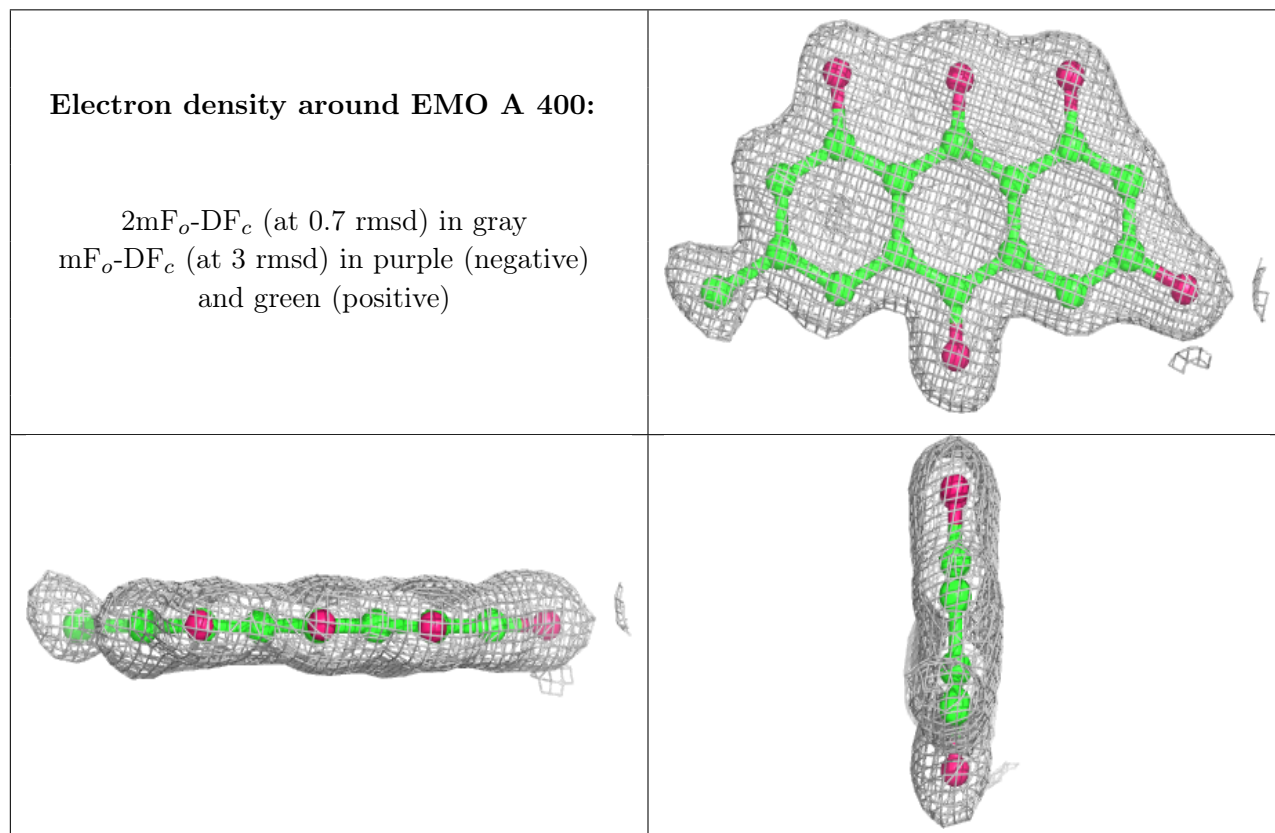 Electron density around EMO A 400:
2mFₒ-DF𝒸 (at 0.7 rmsd) in gray
mFₒ-DF𝒸 (at 3 rmsd) in purple (negative)
and green (positive)